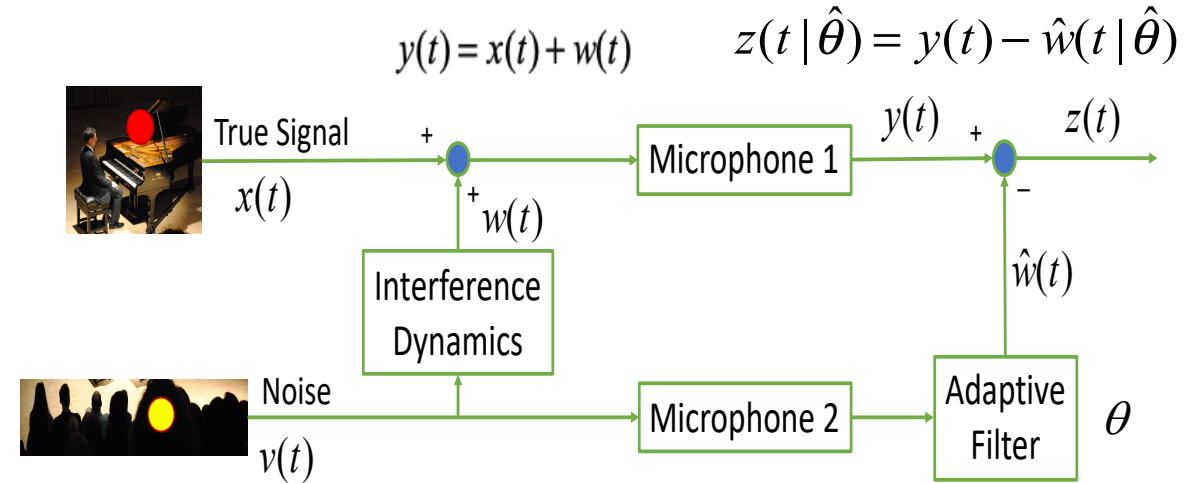 y(t) = x(t) + w(t)
z(t | θ̂) = y(t) − ŵ(t | θ̂)
True Signal
x(t)
+
+
w(t)
Microphone 1
y(t)
+
−
z(t)
Interference
Dynamics
ŵ(t)
Noise
v(t)
Microphone 2
Adaptive
Filter
θ